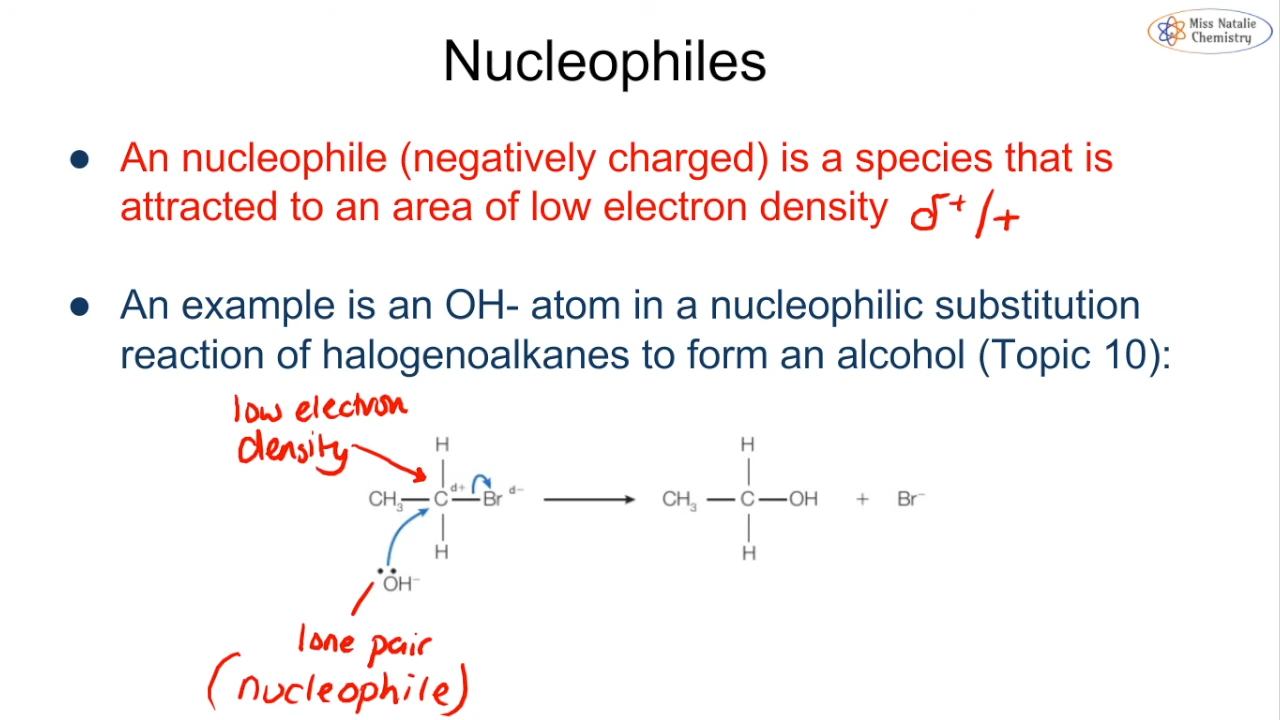 Miss Natalie
Chemistry
Nucleophiles
● An nucleophile (negatively charged) is a species that is
attracted to an area of low electron density δ+/+
● An example is an OH- atom in a nucleophilic substitution
reaction of halogenoalkanes to form an alcohol (Topic 10):
low electron
density
H H
CH₃—C d+ —Br d– ⟶ CH₃—C—OH + Br⁻
H H
••OH⁻
lone pair
(nucleophile)